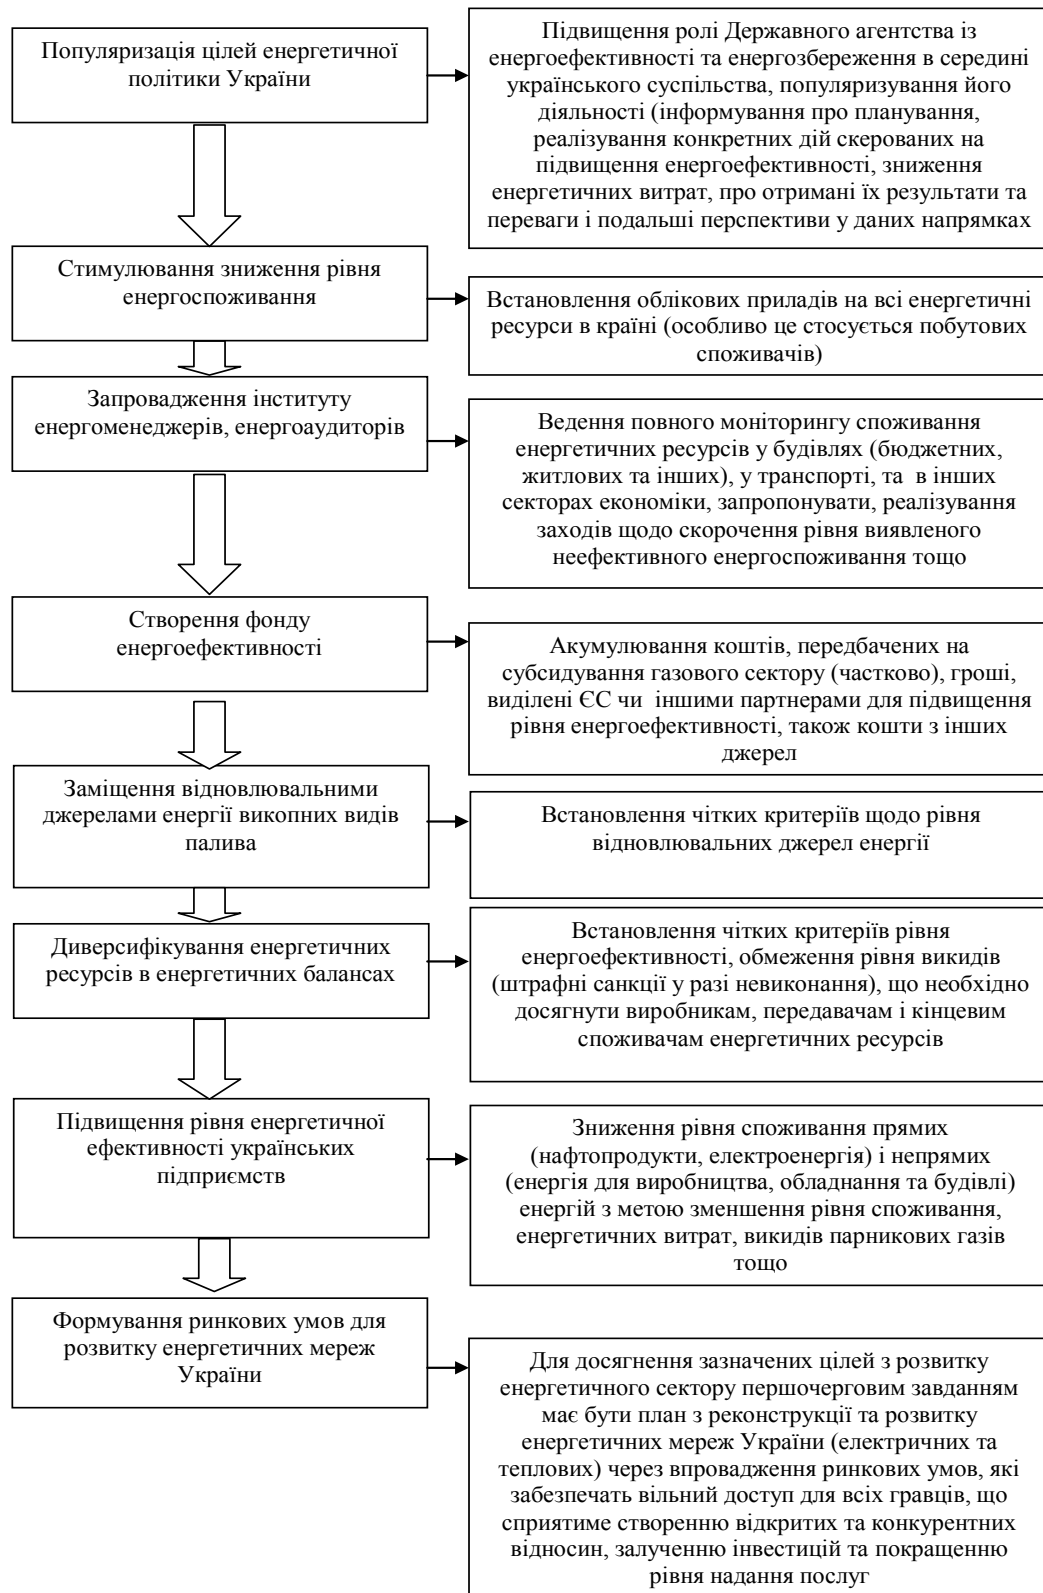 Популяризація цілей енергетичної
політики України
Підвищення ролі Державного агентства із
енергоефективності та енергозбереження в середині
українського суспільства, популяризування його
діяльності (інформування про планування,
реалізування конкретних дій скерованих на
підвищення енергоефективності, зниження
енергетичних витрат, про отримані їх результати та
переваги і подальші перспективи у даних напрямках
Стимулювання зниження рівня
енергоспоживання
Встановлення облікових приладів на всі енергетичні
ресурси в країні (особливо це стосується побутових
споживачів)
Запровадження інституту
енергоменеджерів, енергоаудиторів
Ведення повного моніторингу споживання
енергетичних ресурсів у будівлях (бюджетних,
житлових та інших), у транспорті, та в інших
секторах економіки, запропонувати, реалізування
заходів щодо скорочення рівня виявленого
неефективного енергоспоживання тощо
Створення фонду
енергоефективності
Акумулювання коштів, передбачених на
субсидування газового сектору (частково), гроші,
виділені ЄС чи іншими партнерами для підвищення
рівня енергоефективності, також кошти з інших
джерел
Заміщення відновлювальними
джерелами енергії викопних видів
палива
Встановлення чітких критеріїв щодо рівня
відновлювальних джерел енергії
Диверсифікування енергетичних
ресурсів в енергетичних балансах
Встановлення чітких критеріїв рівня
енергоефективності, обмеження рівня викидів
(штрафні санкції у разі невиконання), що необхідно
досягнути виробникам, передавачам і кінцевим
споживачам енергетичних ресурсів
Підвищення рівня енергетичної
ефективності українських
підприємств
Зниження рівня споживання прямих
(нафтопродукти, електроенергія) і непрямих
(енергія для виробництва, обладнання та будівлі)
енергій з метою зменшення рівня споживання,
енергетичних витрат, викидів парникових газів
тощо
Формування ринкових умов для
розвитку енергетичних мереж
України
Для досягнення зазначених цілей з розвитку
енергетичного сектору першочерговим завданням
має бути план з реконструкції та розвитку
енергетичних мереж України (електричних та
теплових) через впровадження ринкових умов, які
забезпечать вільний доступ для всіх гравців, що
сприятиме створенню відкритих та конкурентних
відносин, залученню інвестицій та покращенню
рівня надання послуг